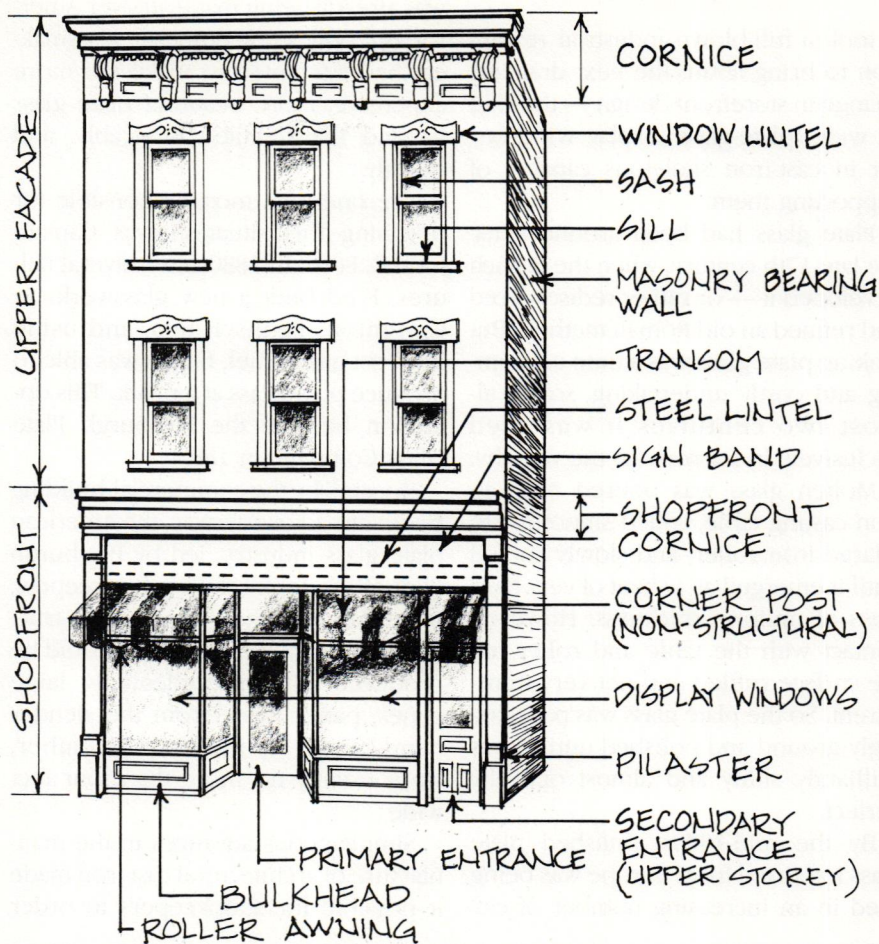 CORNICE
WINDOW LINTEL
SASH
SILL
MASONRY BEARING
WALL
TRANSOM
STEEL LINTEL
SIGN BAND
SHOPFRONT
CORNICE
CORNER POST
(NON-STRUCTURAL)
DISPLAY WINDOWS
PILASTER
SECONDARY
ENTRANCE
(UPPER STOREY)
PRIMARY ENTRANCE
BULKHEAD
ROLLER AWNING
UPPER FACADE
SHOPFRONT